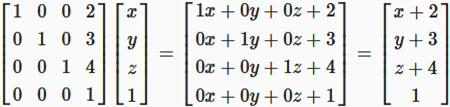 1 0 0 2 x 1x + 0y + 0z + 2 x + 2
0 1 0 3 y = 0x + 1y + 0z + 3 = y + 3
0 0 1 4 z 0x + 0y + 1z + 4 z + 4
0 0 0 1 1 0x + 0y + 0z + 1 1